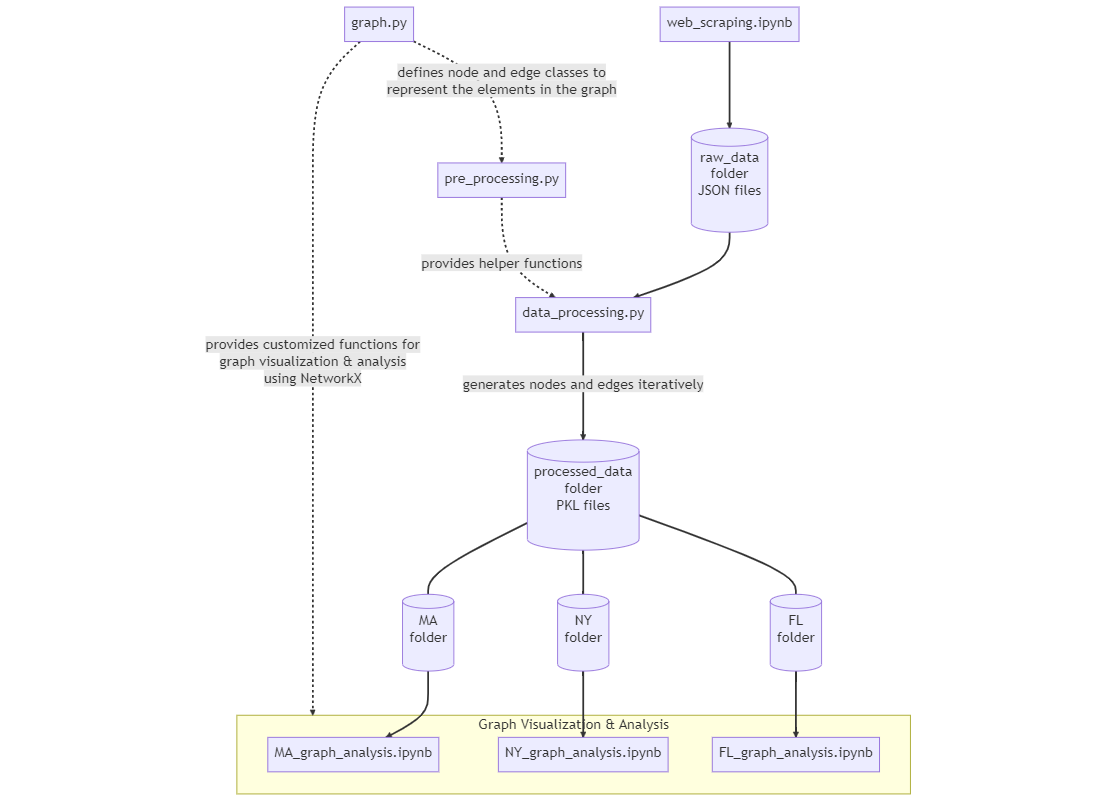 graph.py
web_scraping.ipynb
defines node and edge classes to
represent the elements in the graph
raw_data
folder
JSON files
pre_processing.py
provides helper functions
data_processing.py
provides customized functions for
graph visualization & analysis
using NetworkX
generates nodes and edges iteratively
processed_data
folder
PKL files
MA
folder
NY
folder
FL
folder
Graph Visualization & Analysis
MA_graph_analysis.ipynb
NY_graph_analysis.ipynb
FL_graph_analysis.ipynb